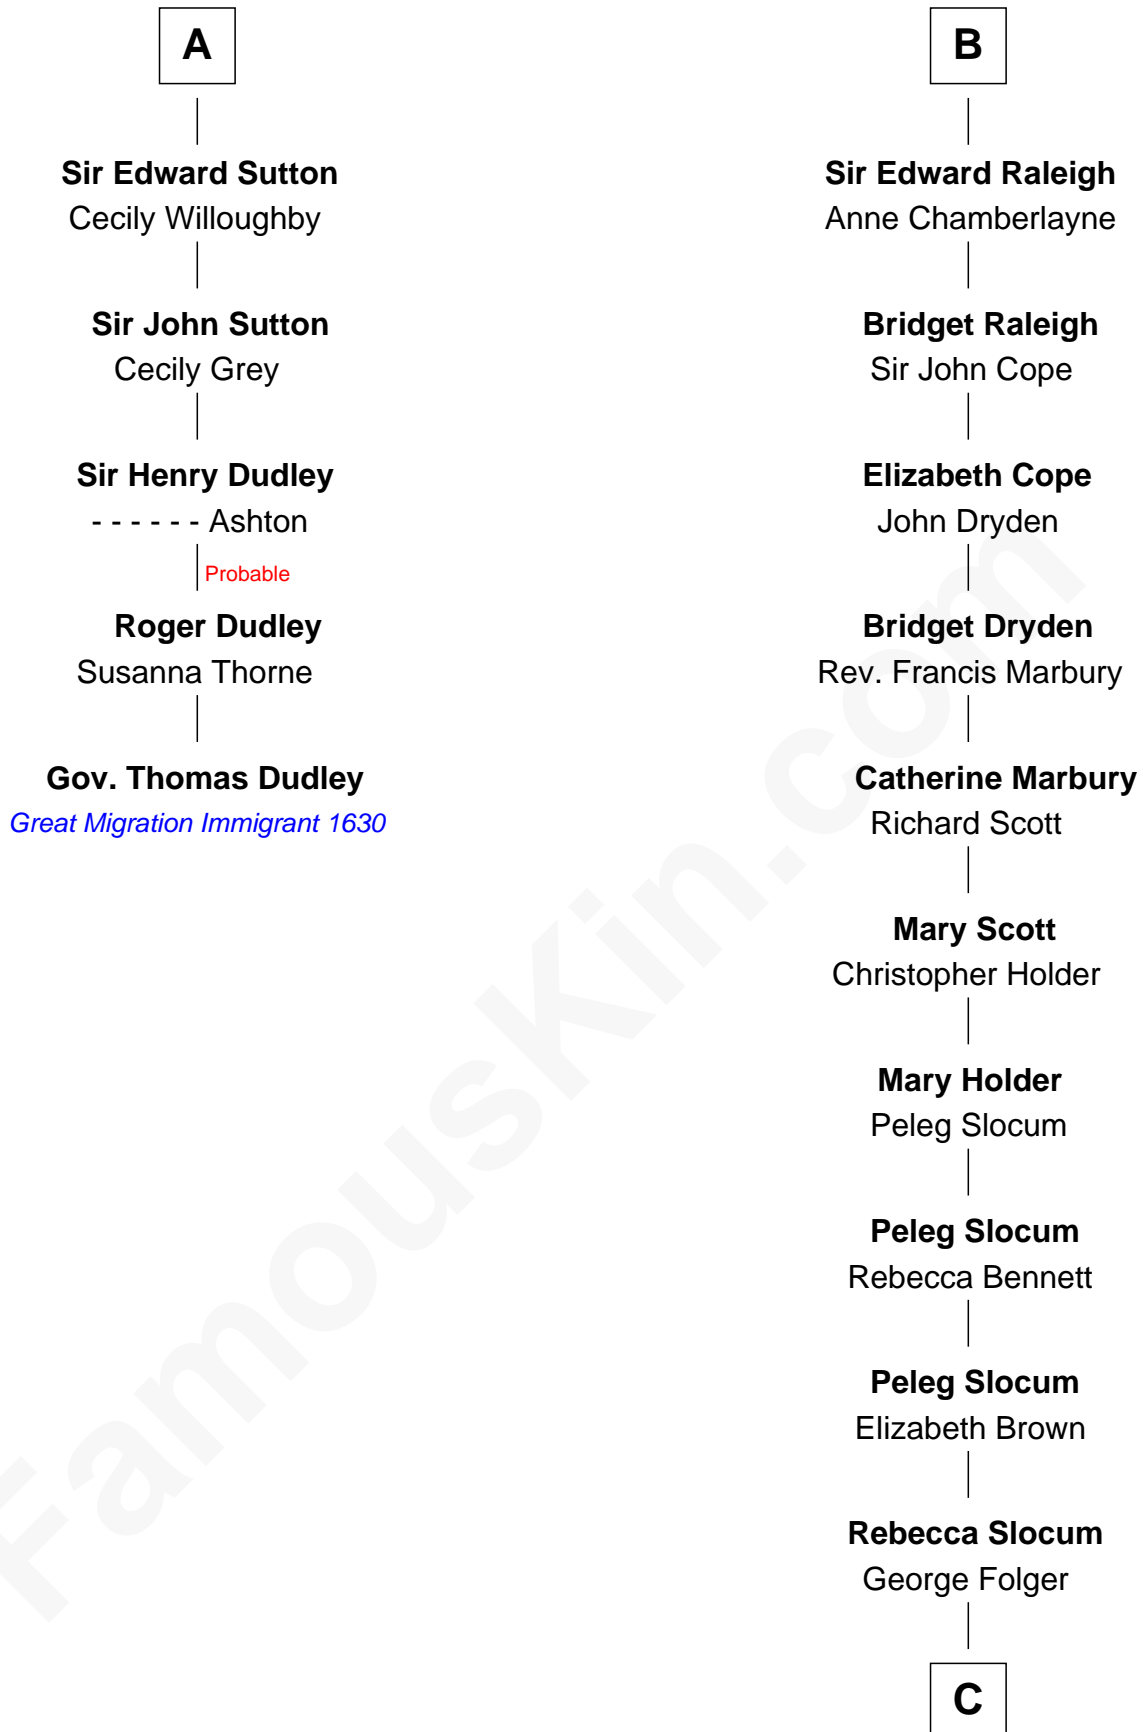 A
Sir Edward Sutton
Cecily Willoughby
Sir John Sutton
Cecily Grey
Sir Henry Dudley
- - - - - - Ashton
Probable
Roger Dudley
Susanna Thorne
Gov. Thomas Dudley
Great Migration Immigrant 1630
B
Sir Edward Raleigh
Anne Chamberlayne
Bridget Raleigh
Sir John Cope
Elizabeth Cope
John Dryden
Bridget Dryden
Rev. Francis Marbury
Catherine Marbury
Richard Scott
Mary Scott
Christopher Holder
Mary Holder
Peleg Slocum
Peleg Slocum
Rebecca Bennett
Peleg Slocum
Elizabeth Brown
Rebecca Slocum
George Folger
C
FamousKin.com